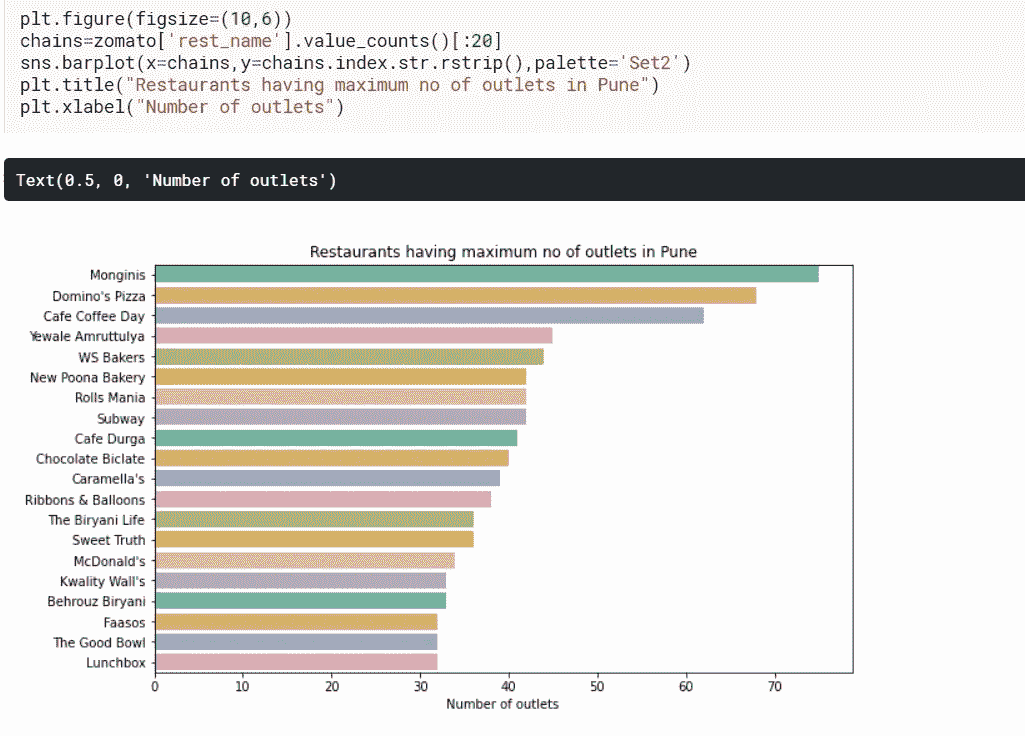 plt.figure(figsize=(10,6))
chains=zomato['rest_name'].value_counts()[:20]
sns.barplot(x=chains,y=chains.index.str.rstrip(),palette='Set2')
plt.title("Restaurants having maximum no of outlets in Pune")
plt.xlabel("Number of outlets")
Text(0.5, 0, 'Number of outlets')
Restaurants having maximum no of outlets in Pune
Monginis
Domino's Pizza
Cafe Coffee Day
Yewale Amruttulya
WS Bakers
New Poona Bakery
Rolls Mania
Subway
Cafe Durga
Chocolate Biclate
Caramella's
Ribbons & Balloons
The Biryani Life
Sweet Truth
McDonald's
Kwality Wall's
Behrouz Biryani
Faasos
The Good Bowl
Lunchbox
0 10 20 30 40 50 60 70
Number of outlets